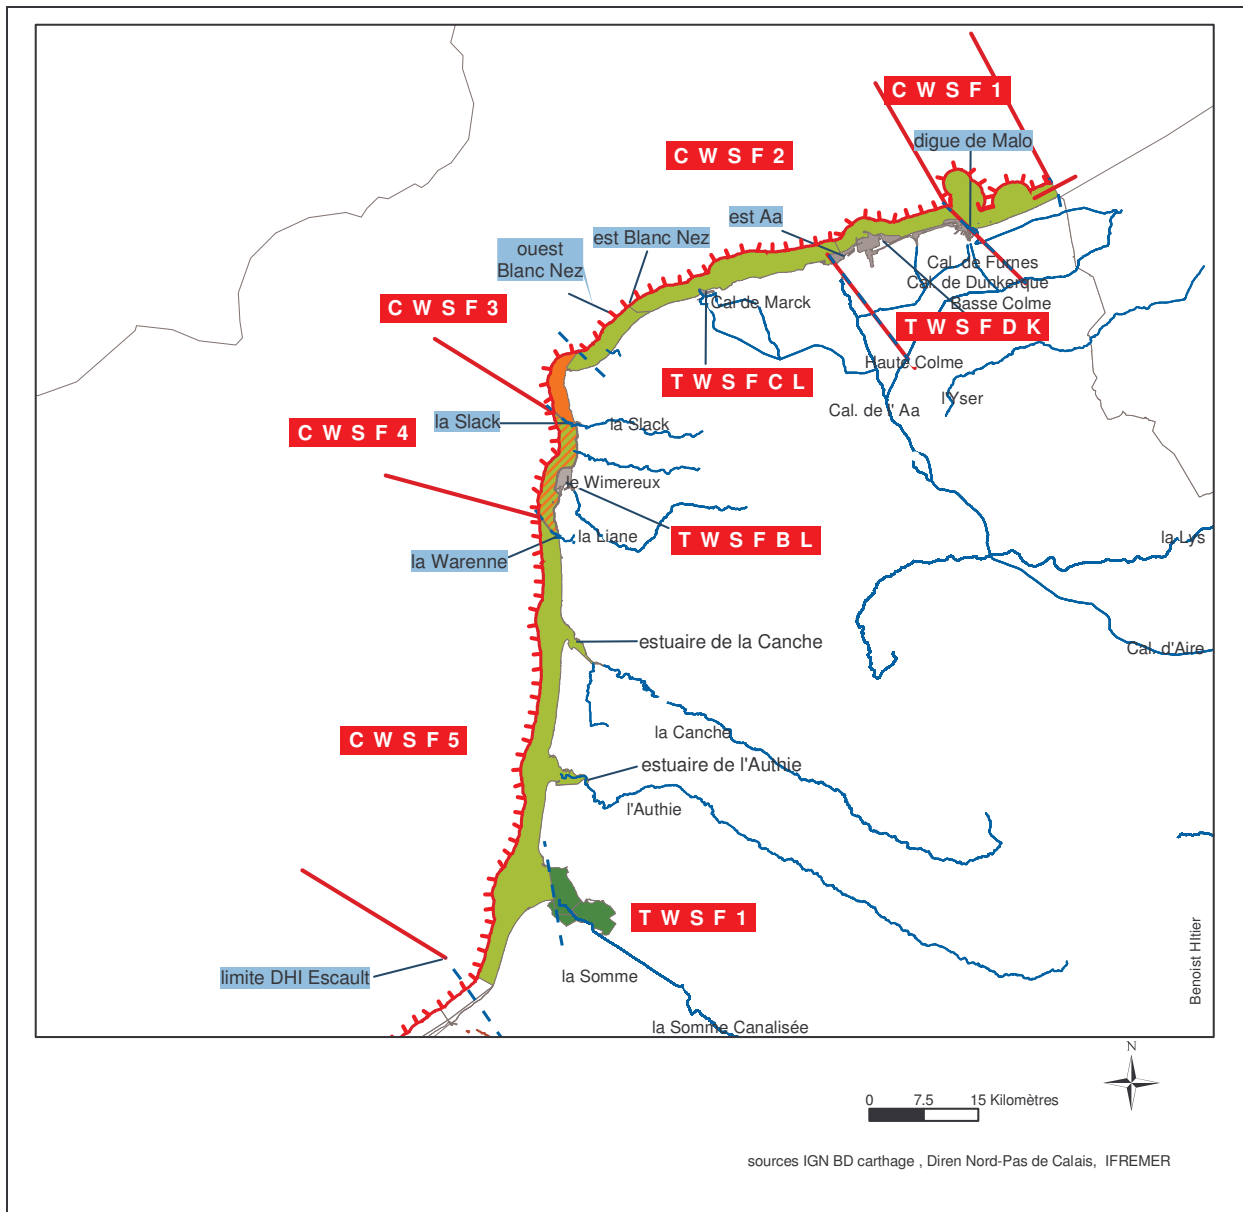 C W S F 1
digue de Malo
C W S F 2
est Aa
est Blanc Nez
ouest
Blanc Nez
Cal. de Furnes
Cal. de Dunkerque
Basse Colme
Cal de Marck
C W S F 3
T W S F D K
Haute Colme
T W S F C L
l'Yser
Cal. de l' Aa
la Slack
la Slack
C W S F 4
le Wimereux
la Liane
T W S F B L
la Lys
la Warenne
estuaire de la Canche
Cal. d'Aire
la Canche
C W S F 5
estuaire de l'Authie
l'Authie
T W S F 1
limite DHI Escault
la Somme
la Somme Canalisée
Benoist HItier
N
0 7.5 15 Kilomètres
sources IGN BD carthage , Diren Nord-Pas de Calais, IFREMER